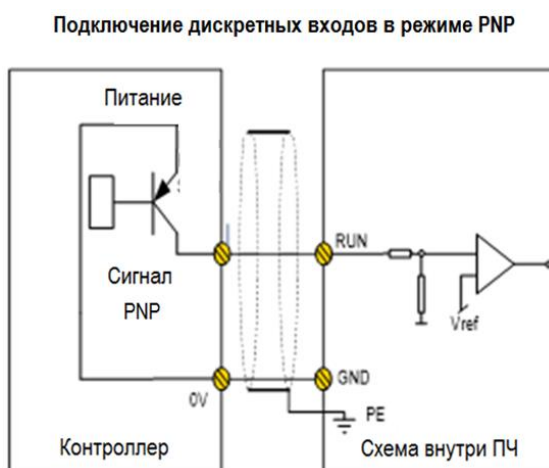 Подключение дискретных входов в режиме PNP
Питание
RUN
Сигнал
PNP
Vref
GND
0V
PE
Контроллер
Схема внутри ПЧ